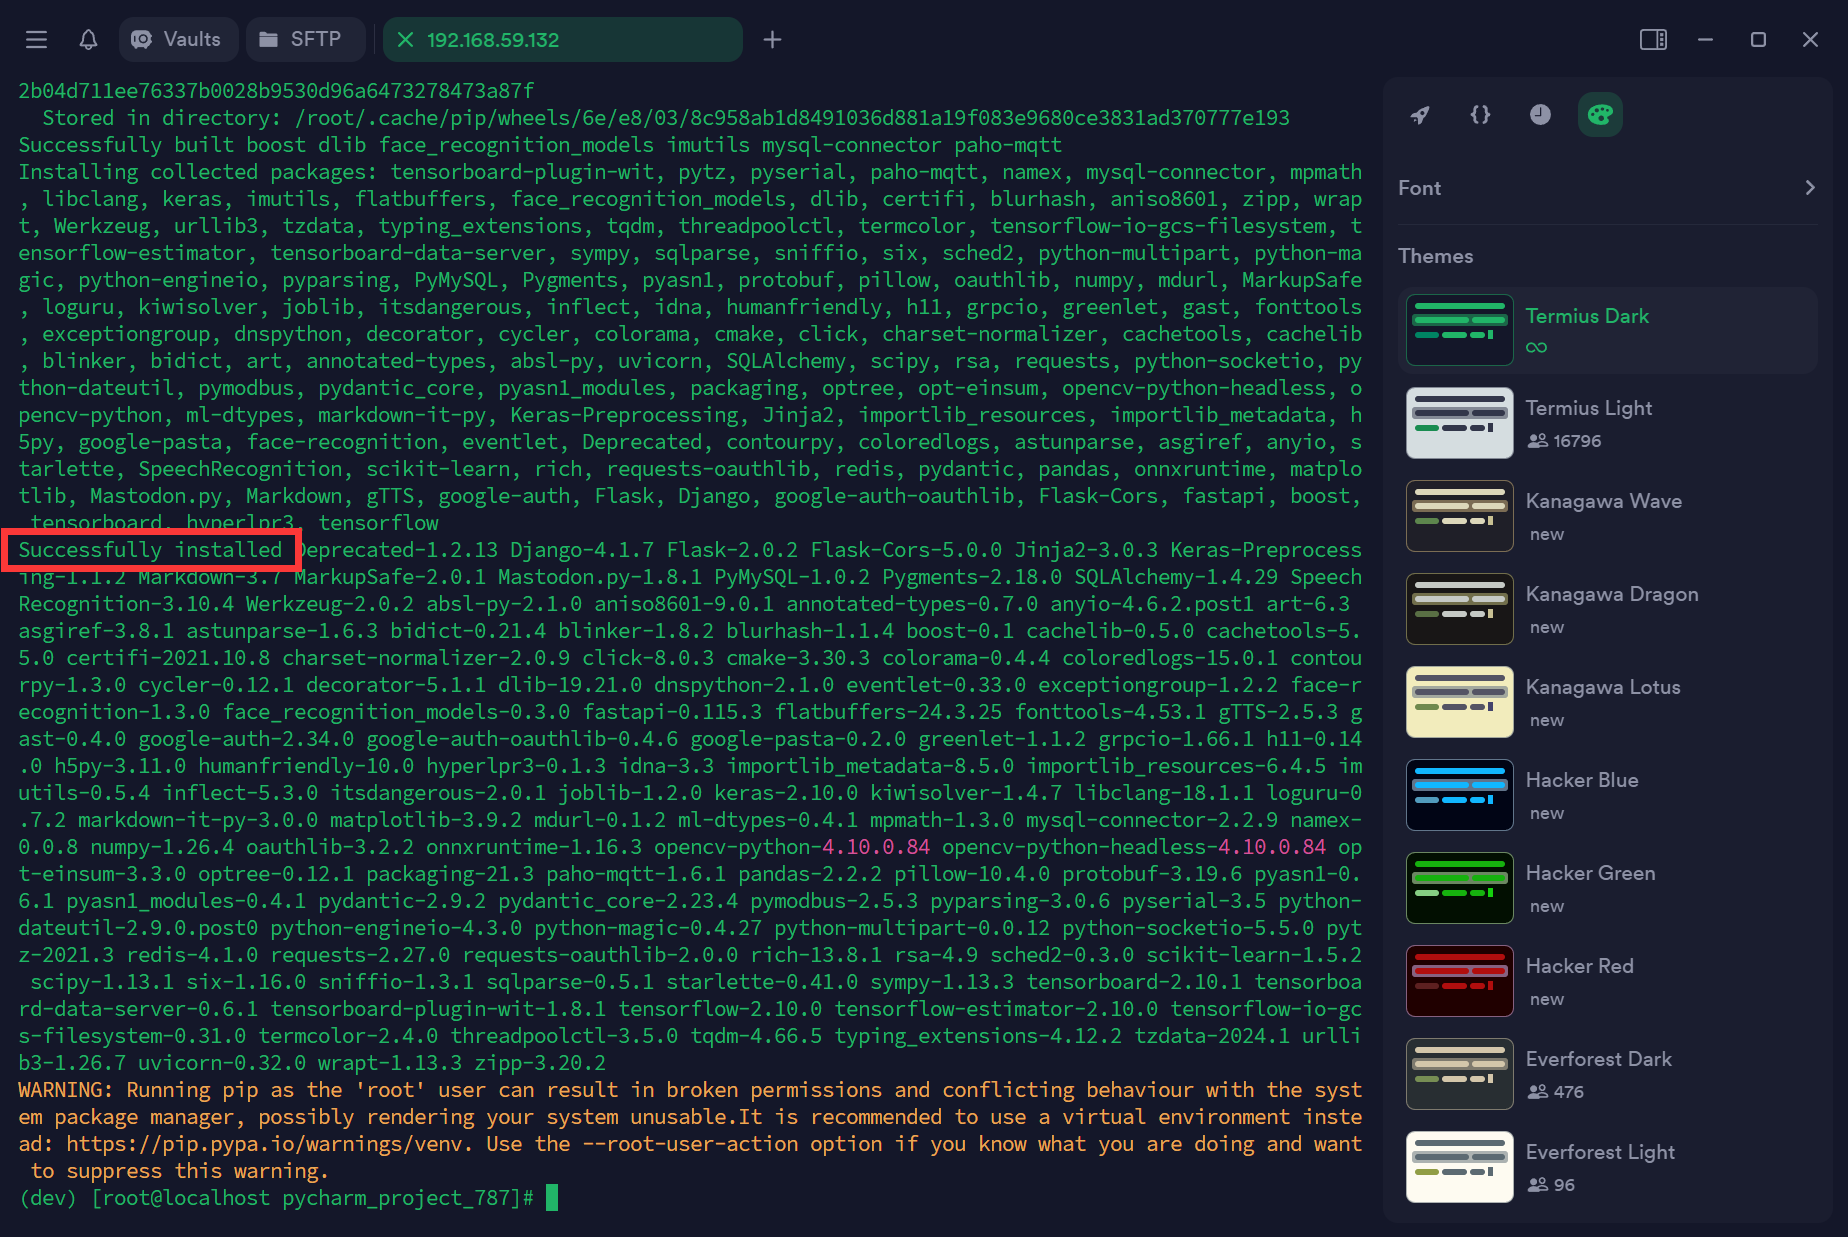 Vaults
SFTP
192.168.59.132
2b04d711ee76337b0028b9530d96a6473278473a87f
Stored in directory: /root/.cache/pip/wheels/6e/e8/03/8c958ab1d8491036d881a19f083e9680ce3831ad370777e193
Successfully built boost dlib face_recognition_models imutils mysql-connector paho-mqtt
Installing collected packages: tensorboard-plugin-wit, pytz, pyserial, paho-mqtt, namex, mysql-connector, mpmath
, libclang, keras, imutils, flatbuffers, face_recognition_models, dlib, certifi, blurhash, aniso8601, zipp, wrap
t, Werkzeug, urllib3, tzdata, typing_extensions, tqdm, threadpoolctl, termcolor, tensorflow-io-gcs-filesystem, t
ensorflow-estimator, tensorboard-data-server, sympy, sqlparse, sniffio, six, sched2, python-multipart, python-ma
gic, python-engineio, pyparsing, PyMySQL, Pygments, pyasn1, protobuf, pillow, oauthlib, numpy, mdurl, MarkupSafe
, loguru, kiwisolver, joblib, itsdangerous, inflect, idna, humanfriendly, h11, grpcio, greenlet, gast, fonttools
, exceptiongroup, dnspython, decorator, cycler, colorama, cmake, click, charset-normalizer, cachetools, cachelib
, blinker, bidict, art, annotated-types, absl-py, uvicorn, SQLAlchemy, scipy, rsa, requests, python-socketio, py
thon-dateutil, pymodbus, pydantic_core, pyasn1_modules, packaging, optree, opt-einsum, opencv-python-headless, o
pencv-python, ml-dtypes, markdown-it-py, Keras-Preprocessing, Jinja2, importlib_resources, importlib_metadata, h
5py, google-pasta, face-recognition, eventlet, Deprecated, contourpy, coloredlogs, astunparse, asgiref, anyio, s
tarlette, SpeechRecognition, scikit-learn, rich, requests-oauthlib, redis, pydantic, pandas, onnxruntime, matplo
tlib, Mastodon.py, Markdown, gTTS, google-auth, Flask, Django, google-auth-oauthlib, Flask-Cors, fastapi, boost,
tensorboard, hyperlpr3, tensorflow
Successfully installed Deprecated-1.2.13 Django-4.1.7 Flask-2.0.2 Flask-Cors-5.0.0 Jinja2-3.0.3 Keras-Preprocess
ing-1.1.2 Markdown-3.7 MarkupSafe-2.0.1 Mastodon.py-1.8.1 PyMySQL-1.0.2 Pygments-2.18.0 SQLAlchemy-1.4.29 Speech
Recognition-3.10.4 Werkzeug-2.0.2 absl-py-2.1.0 aniso8601-9.0.1 annotated-types-0.7.0 anyio-4.6.2.post1 art-6.3
asgiref-3.8.1 astunparse-1.6.3 bidict-0.21.4 blinker-1.8.2 blurhash-1.1.4 boost-0.1 cachelib-0.5.0 cachetools-5.
5.0 certifi-2021.10.8 charset-normalizer-2.0.9 click-8.0.3 cmake-3.30.3 colorama-0.4.4 coloredlogs-15.0.1 contou
rpy-1.3.0 cycler-0.12.1 decorator-5.1.1 dlib-19.21.0 dnspython-2.1.0 eventlet-0.33.0 exceptiongroup-1.2.2 face-r
ecognition-1.3.0 face_recognition_models-0.3.0 fastapi-0.115.3 flatbuffers-24.3.25 fonttools-4.53.1 gTTS-2.5.3 g
ast-0.4.0 google-auth-2.34.0 google-auth-oauthlib-0.4.6 google-pasta-0.2.0 greenlet-1.1.2 grpcio-1.66.1 h11-0.14
.0 h5py-3.11.0 humanfriendly-10.0 hyperlpr3-0.1.3 idna-3.3 importlib_metadata-8.5.0 importlib_resources-6.4.5 im
utils-0.5.4 inflect-5.3.0 itsdangerous-2.0.1 joblib-1.2.0 keras-2.10.0 kiwisolver-1.4.7 libclang-18.1.1 loguru-0
.7.2 markdown-it-py-3.0.0 matplotlib-3.9.2 mdurl-0.1.2 ml-dtypes-0.4.1 mpmath-1.3.0 mysql-connector-2.2.9 namex-
0.0.8 numpy-1.26.4 oauthlib-3.2.2 onnxruntime-1.16.3 opencv-python-4.10.0.84 opencv-python-headless-4.10.0.84 op
t-einsum-3.3.0 optree-0.12.1 packaging-21.3 paho-mqtt-1.6.1 pandas-2.2.2 pillow-10.4.0 protobuf-3.19.6 pyasn1-0.
6.1 pyasn1_modules-0.4.1 pydantic-2.9.2 pydantic_core-2.23.4 pymodbus-2.5.3 pyparsing-3.0.6 pyserial-3.5 python-
dateutil-2.9.0.post0 python-engineio-4.3.0 python-magic-0.4.27 python-multipart-0.0.12 python-socketio-5.5.0 pyt
z-2021.3 redis-4.1.0 requests-2.27.0 requests-oauthlib-2.0.0 rich-13.8.1 rsa-4.9 sched2-0.3.0 scikit-learn-1.5.2
scipy-1.13.1 six-1.16.0 sniffio-1.3.1 sqlparse-0.5.1 starlette-0.41.0 sympy-1.13.3 tensorboard-2.10.1 tensorboa
rd-data-server-0.6.1 tensorboard-plugin-wit-1.8.1 tensorflow-2.10.0 tensorflow-estimator-2.10.0 tensorflow-io-gc
s-filesystem-0.31.0 termcolor-2.4.0 threadpoolctl-3.5.0 tqdm-4.66.5 typing_extensions-4.12.2 tzdata-2024.1 urlli
b3-1.26.7 uvicorn-0.32.0 wrapt-1.13.3 zipp-3.20.2
WARNING: Running pip as the 'root' user can result in broken permissions and conflicting behaviour with the syst
em package manager, possibly rendering your system unusable.It is recommended to use a virtual environment inste
ad: https://pip.pypa.io/warnings/venv. Use the --root-user-action option if you know what you are doing and want
to suppress this warning.
(dev) [root@localhost pycharm_project_787]#
Font
Themes
Termius Dark
Termius Light
16796
Kanagawa Wave
new
Kanagawa Dragon
new
Kanagawa Lotus
new
Hacker Blue
new
Hacker Green
new
Hacker Red
new
Everforest Dark
476
Everforest Light
96